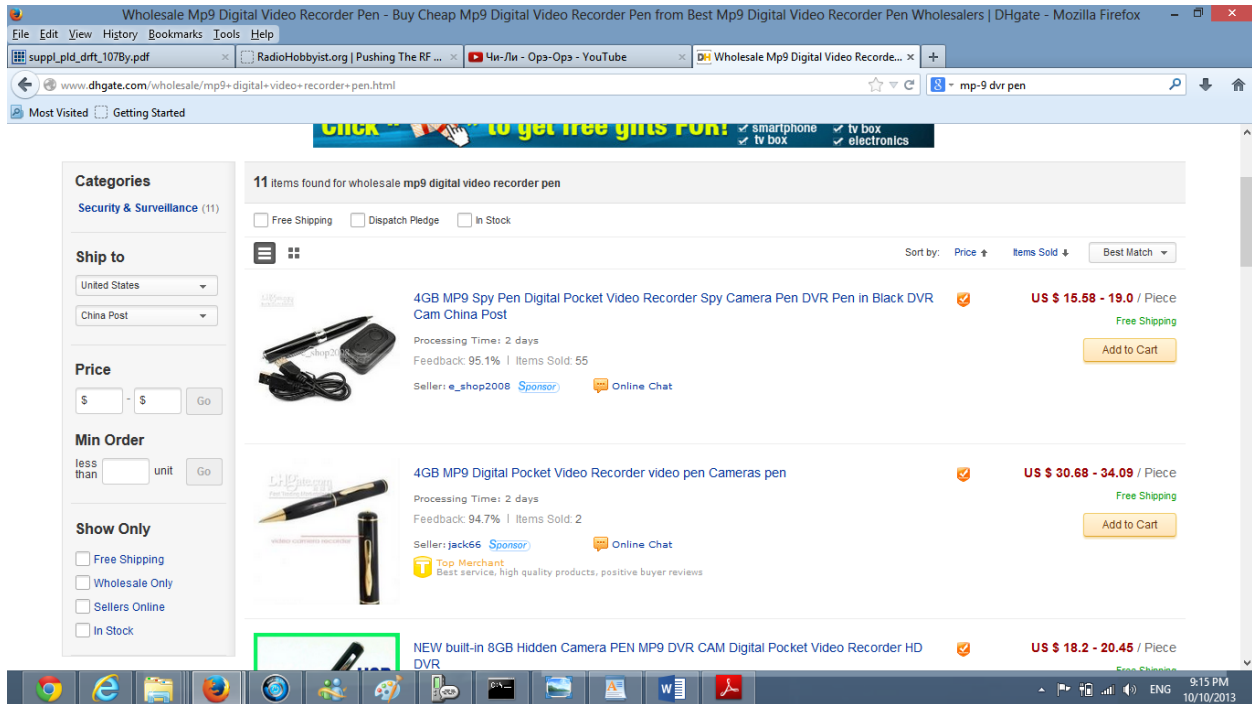 Wholesale Mp9 Digital Video Recorder Pen - Buy Cheap Mp9 Digital Video Recorder Pen from Best Mp9 Digital Video Recorder Pen Wholesalers | DHgate - Mozilla Firefox
File Edit View History Bookmarks Tools Help
suppl_pld_drft_107By.pdf
RadioHobbyist.org | Pushing The RF ...
Чи-Ли - Орэ-Орэ - YouTube
DH Wholesale Mp9 Digital Video Recorde...
www.dhgate.com/wholesale/mp9+digital+video+recorder+pen.html
mp-9 dvr pen
Most Visited Getting Started
Click " " to get free gifts FUN!
smartphone tv box
tv box electronics
Categories
Security & Surveillance (11)
Ship to
United States
China Post
Price
$ - $ Go
Min Order
less than unit Go
Show Only
Free Shipping
Wholesale Only
Sellers Online
In Stock
11 items found for wholesale mp9 digital video recorder pen
Free Shipping Dispatch Pledge In Stock
Sort by: Price Items Sold Best Match
4GB MP9 Spy Pen Digital Pocket Video Recorder Spy Camera Pen DVR Pen in Black DVR
Cam China Post
Processing Time: 2 days
Feedback: 95.1% | Items Sold: 55
Seller: e_shop2008 Sponsor Online Chat
US $ 15.58 - 19.0 / Piece
Free Shipping
Add to Cart
4GB MP9 Digital Pocket Video Recorder video pen Cameras pen
Processing Time: 2 days
Feedback: 94.7% | Items Sold: 2
Seller: jack66 Sponsor Online Chat
Top Merchant
Best service, high quality products, positive buyer reviews
US $ 30.68 - 34.09 / Piece
Free Shipping
Add to Cart
DHgate.com
video camera recorder
NEW built-in 8GB Hidden Camera PEN MP9 DVR CAM Digital Pocket Video Recorder HD
DVR
US $ 18.2 - 20.45 / Piece
Free Shipping
ENG
9:15 PM
10/10/2013